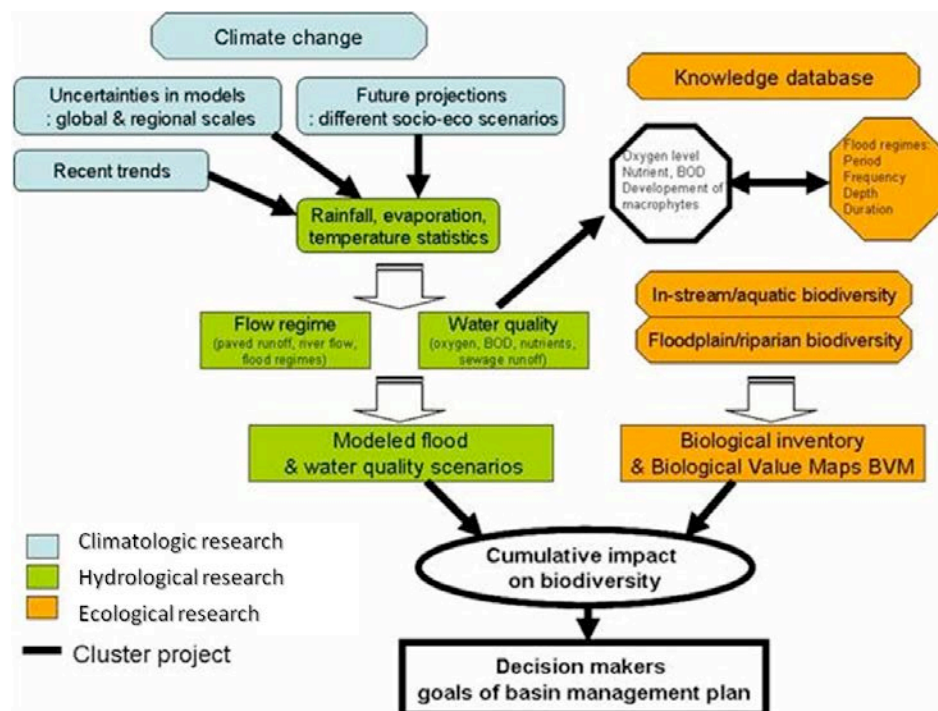 Climate change
Knowledge database
Uncertainties in models
: global & regional scales
Future projections
: different socio-eco scenarios
Recent trends
Oxygen level
Nutrient, BOD
Developement of
macrophytes
Flood regimes:
Period
Frequency
Depth
Duration
Rainfall, evaporation,
temperature statistics
Flow regime
(paved runoff, river flow,
flood regimes)
Water quality
(oxygen, BOD, nutrients,
sewage runoff)
In-stream/aquatic biodiversity
Floodplain/riparian biodiversity
Modeled flood
& water quality scenarios
Biological inventory
& Biological Value Maps BVM
Climatologic research
Hydrological research
Ecological research
Cluster project
Cumulative impact
on biodiversity
Decision makers
goals of basin management plan